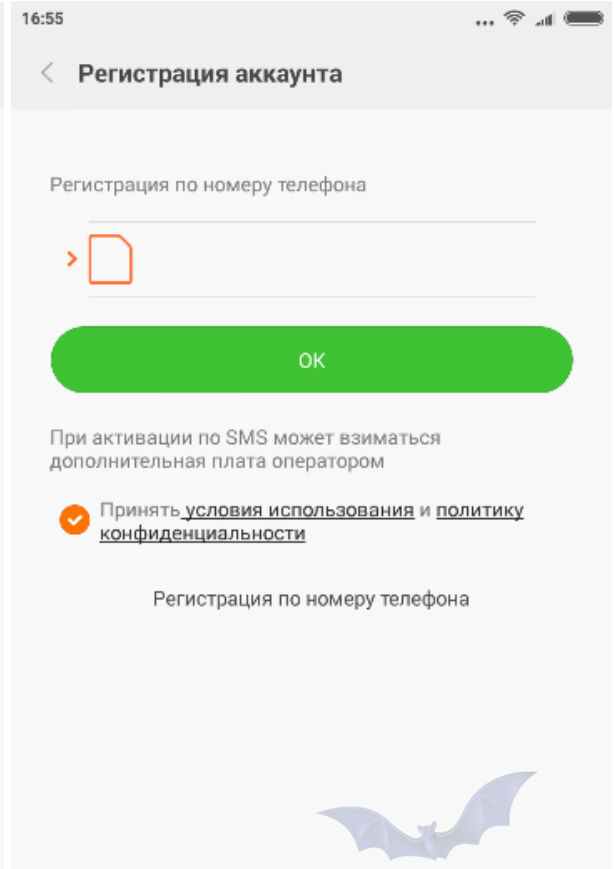 16:55
Регистрация аккаунта
Регистрация по номеру телефона
ОК
При активации по SMS может взиматься
дополнительная плата оператором
Принять условия использования и политику
конфиденциальности
Регистрация по номеру телефона